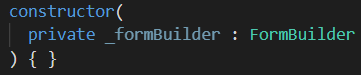 constructor(
  private _formBuilder : FormBuilder
) { }